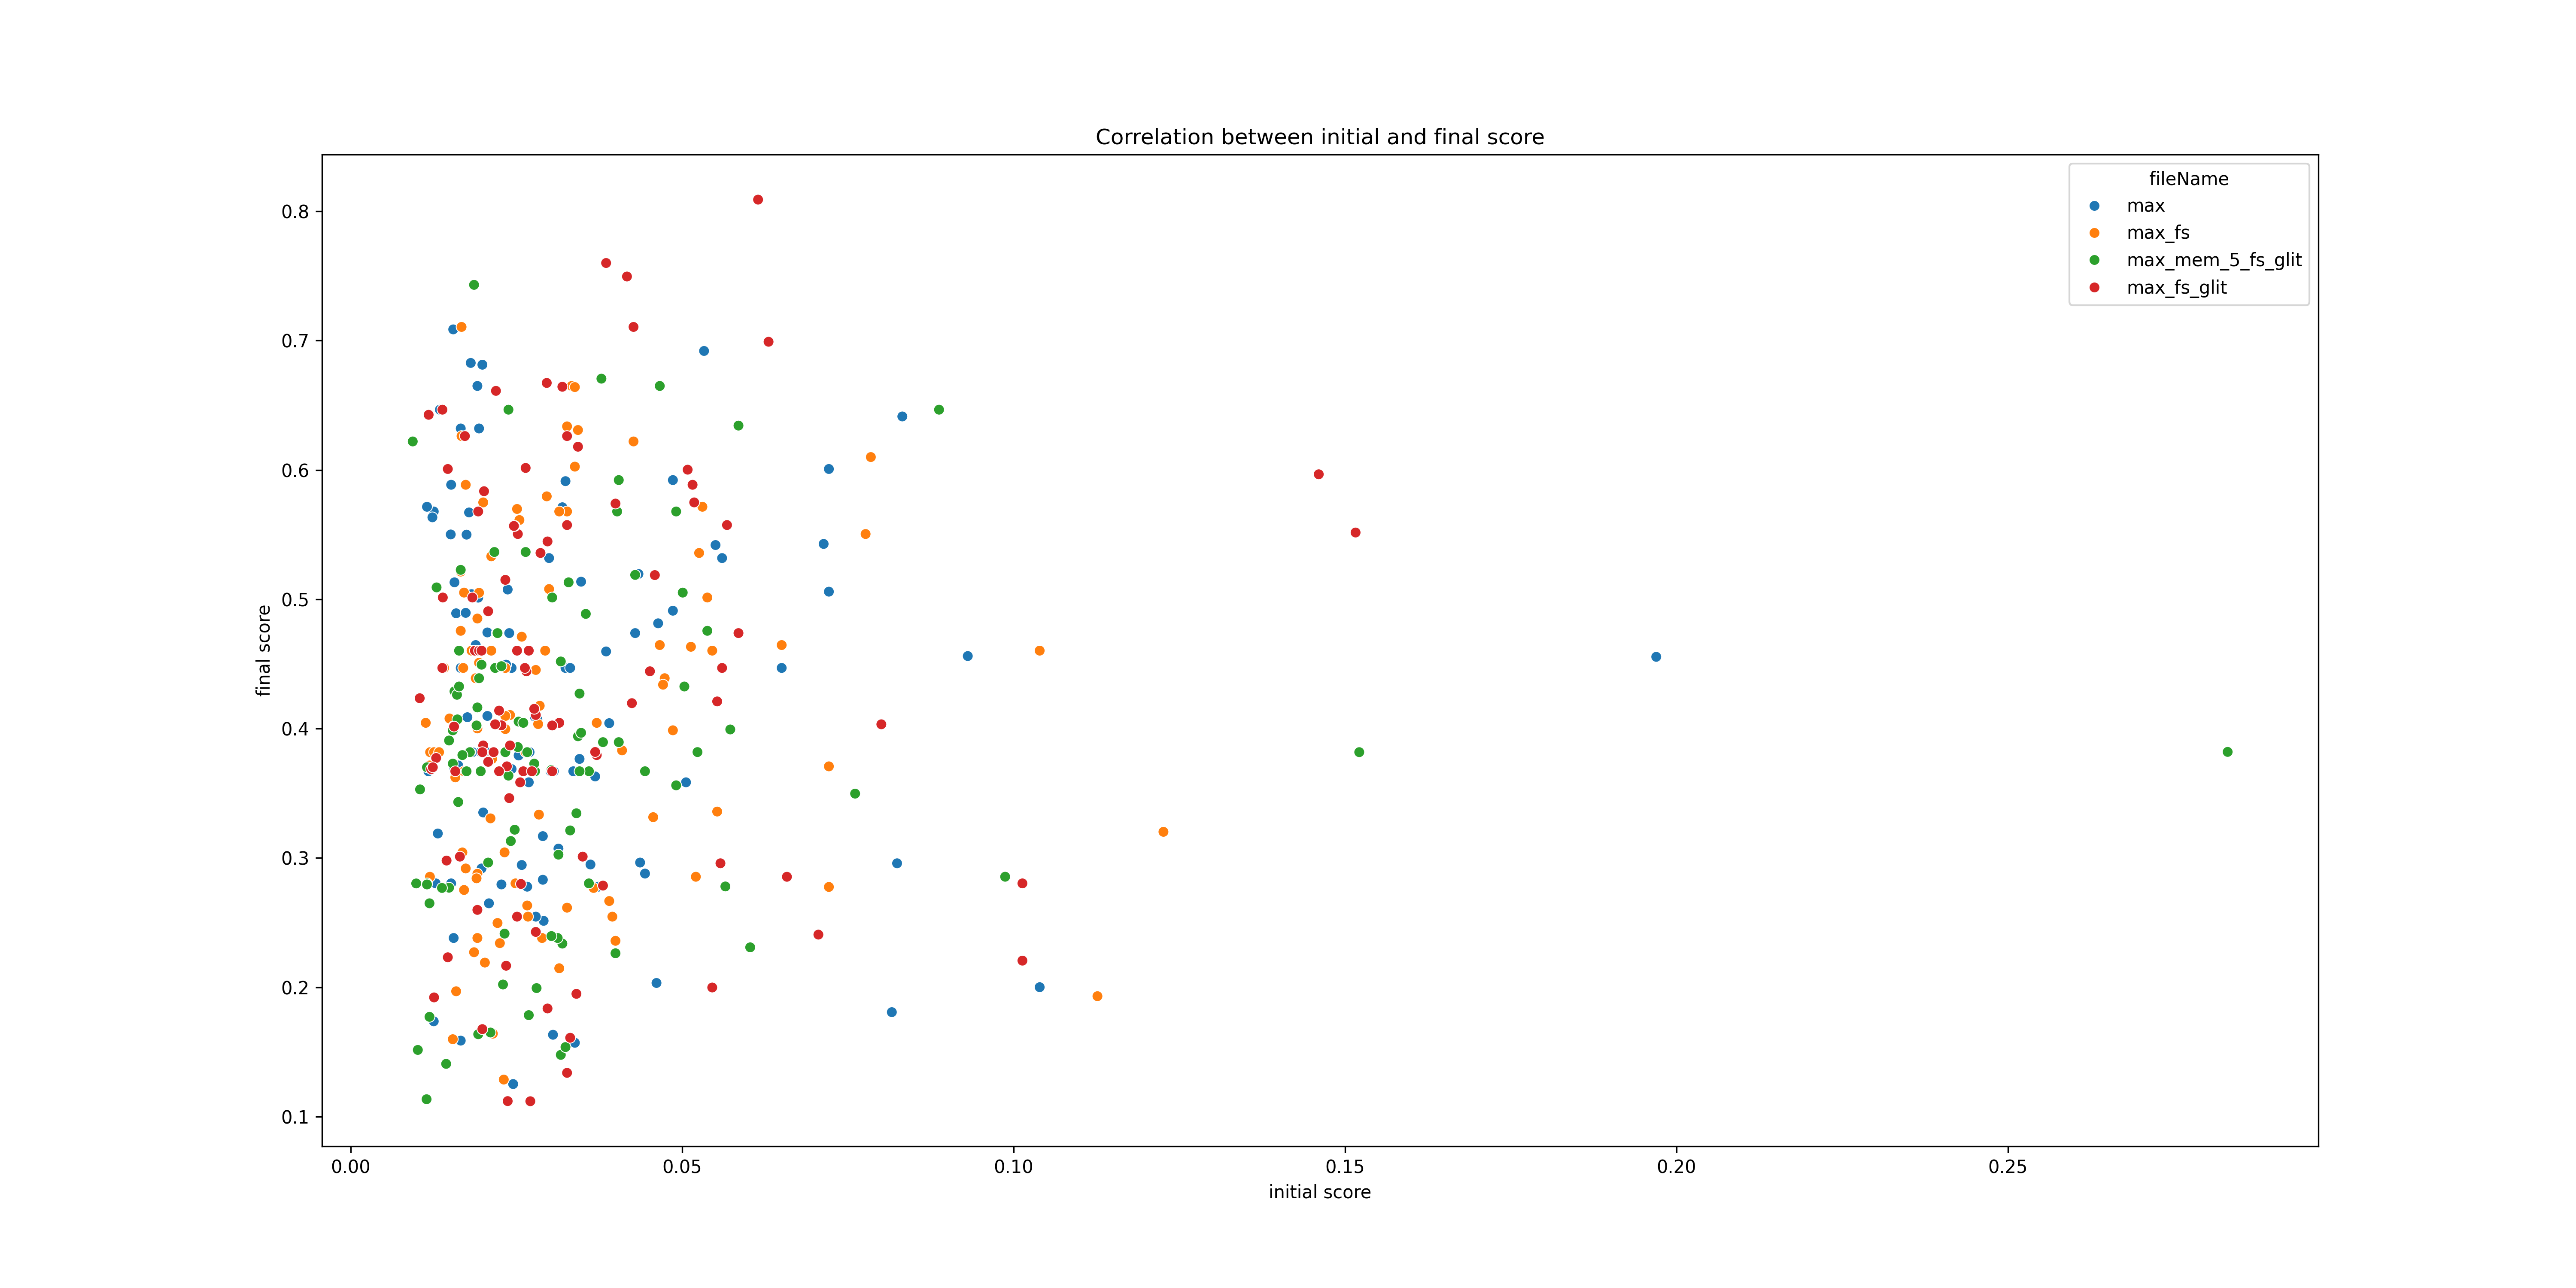 Correlation between initial and final score
fileName
max
max_fs
max_mem_5_fs_glit
max_fs_glit
final score
0.8
0.7
0.6
0.5
0.4
0.3
0.2
0.1
0.00 0.05 0.10 0.15 0.20 0.25
initial score